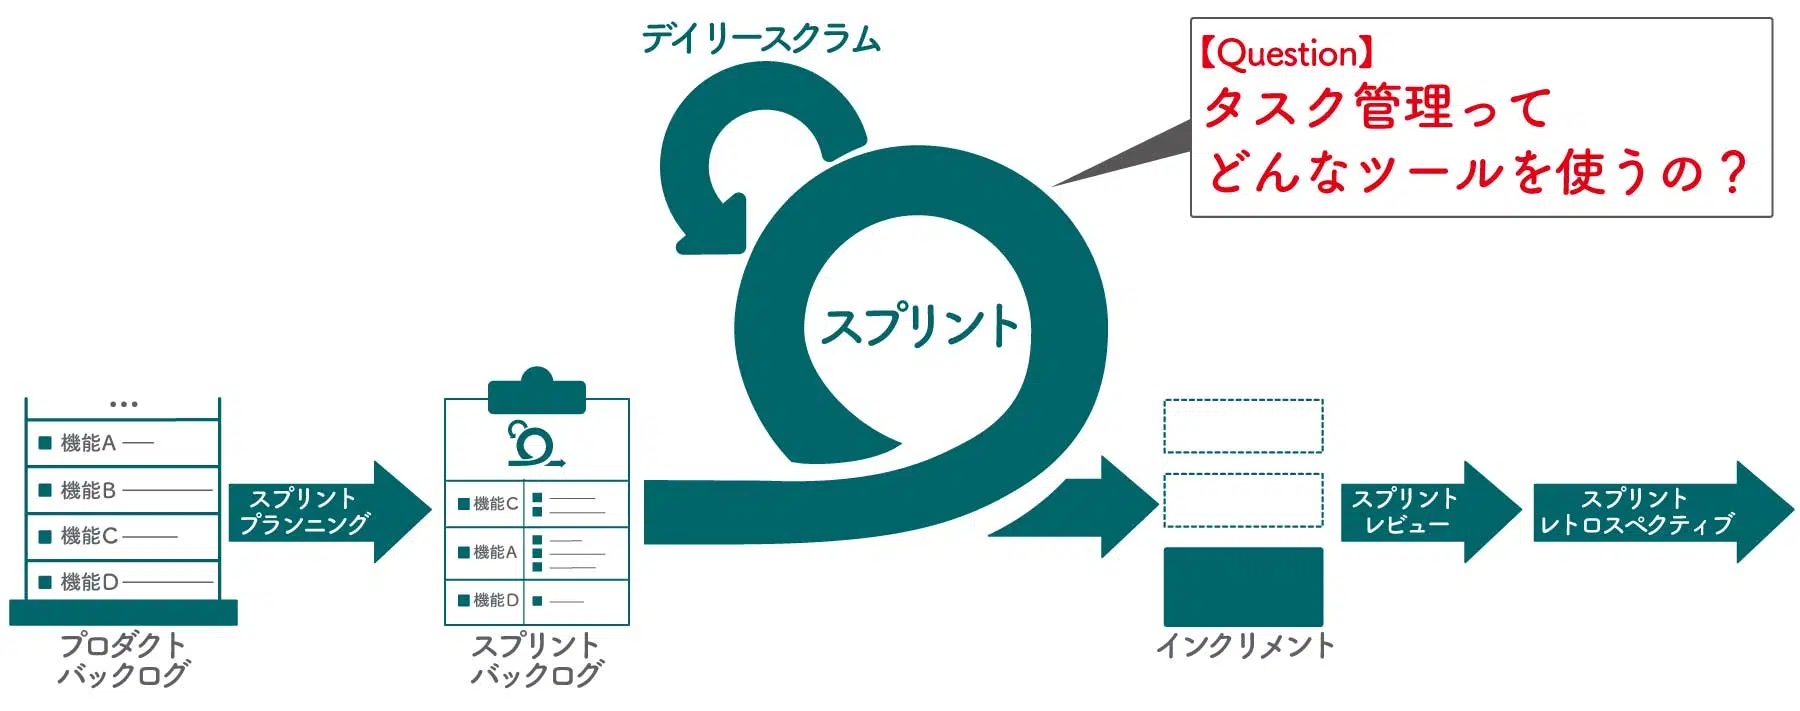 デイリースクラム
【Question】
タスク管理って
どんなツールを使うの？
スプリント
…
機能A
機能B
機能C
機能D
プロダクト
バックログ
スプリント
プランニング
機能C
機能A
機能D
スプリント
バックログ
インクリメント
スプリント
レビュー
スプリント
レトロスペクティブ